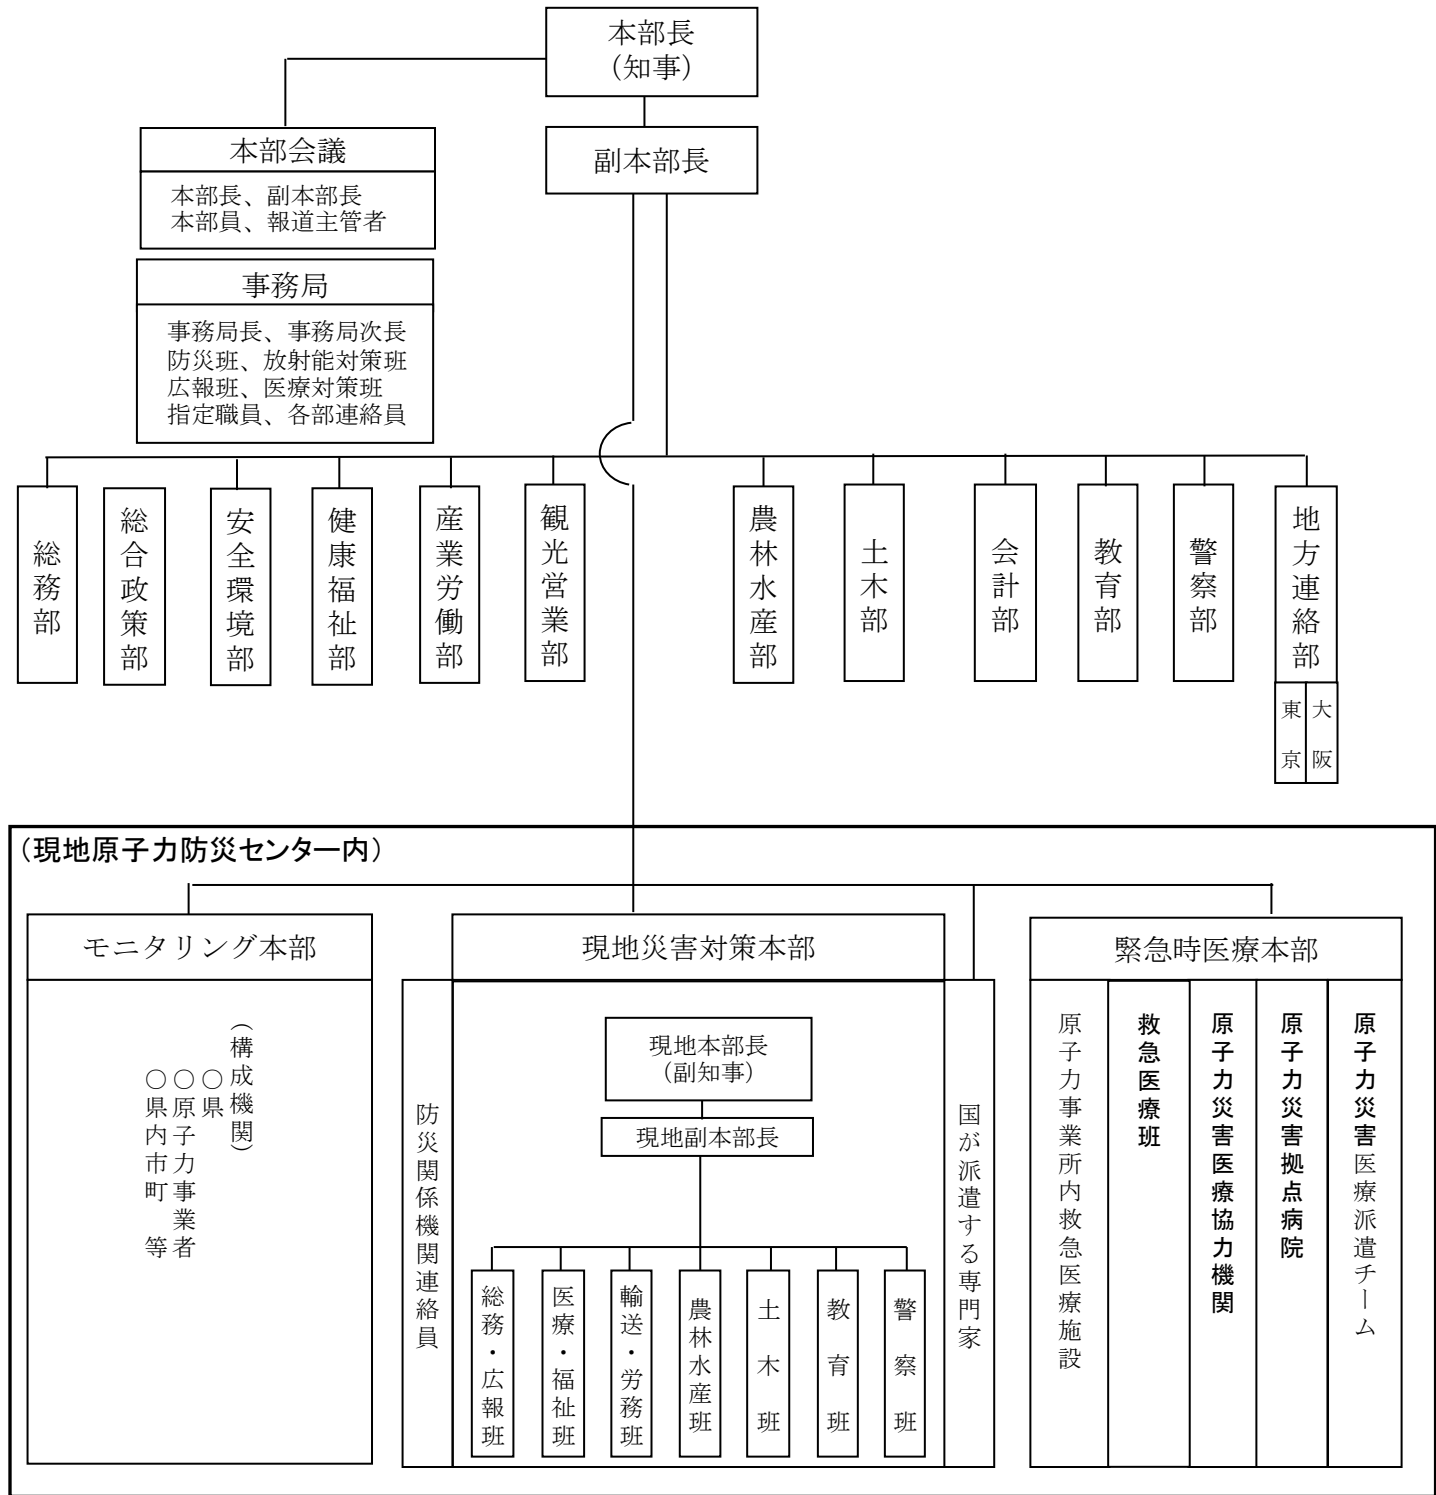 本部長
(知事)
副本部長
本部会議
本部長、副本部長
本部員、報道主管者
事務局
事務局長、事務局次長
防災班、放射能対策班
広報班、医療対策班
指定職員、各部連絡員
総務部
総合政策部
安全環境部
健康福祉部
産業労働部
観光営業部
農林水産部
土木部
会計部
教育部
警察部
地方連絡部
東京
大阪
(現地原子力防災センター内)
モニタリング本部
(構成機関)
○県
○原子力事業者
○県内市町 等
現地災害対策本部
防災関係機関連絡員
現地本部長
(副知事)
現地副本部長
総務・広報班
医療・福祉班
輸送・労務班
農林水産班
土木班
教育班
警察班
国が派遣する専門家
緊急時医療本部
原子力事業所内救急医療施設
救急医療班
原子力災害医療協力機関
原子力災害拠点病院
原子力災害医療派遣チーム